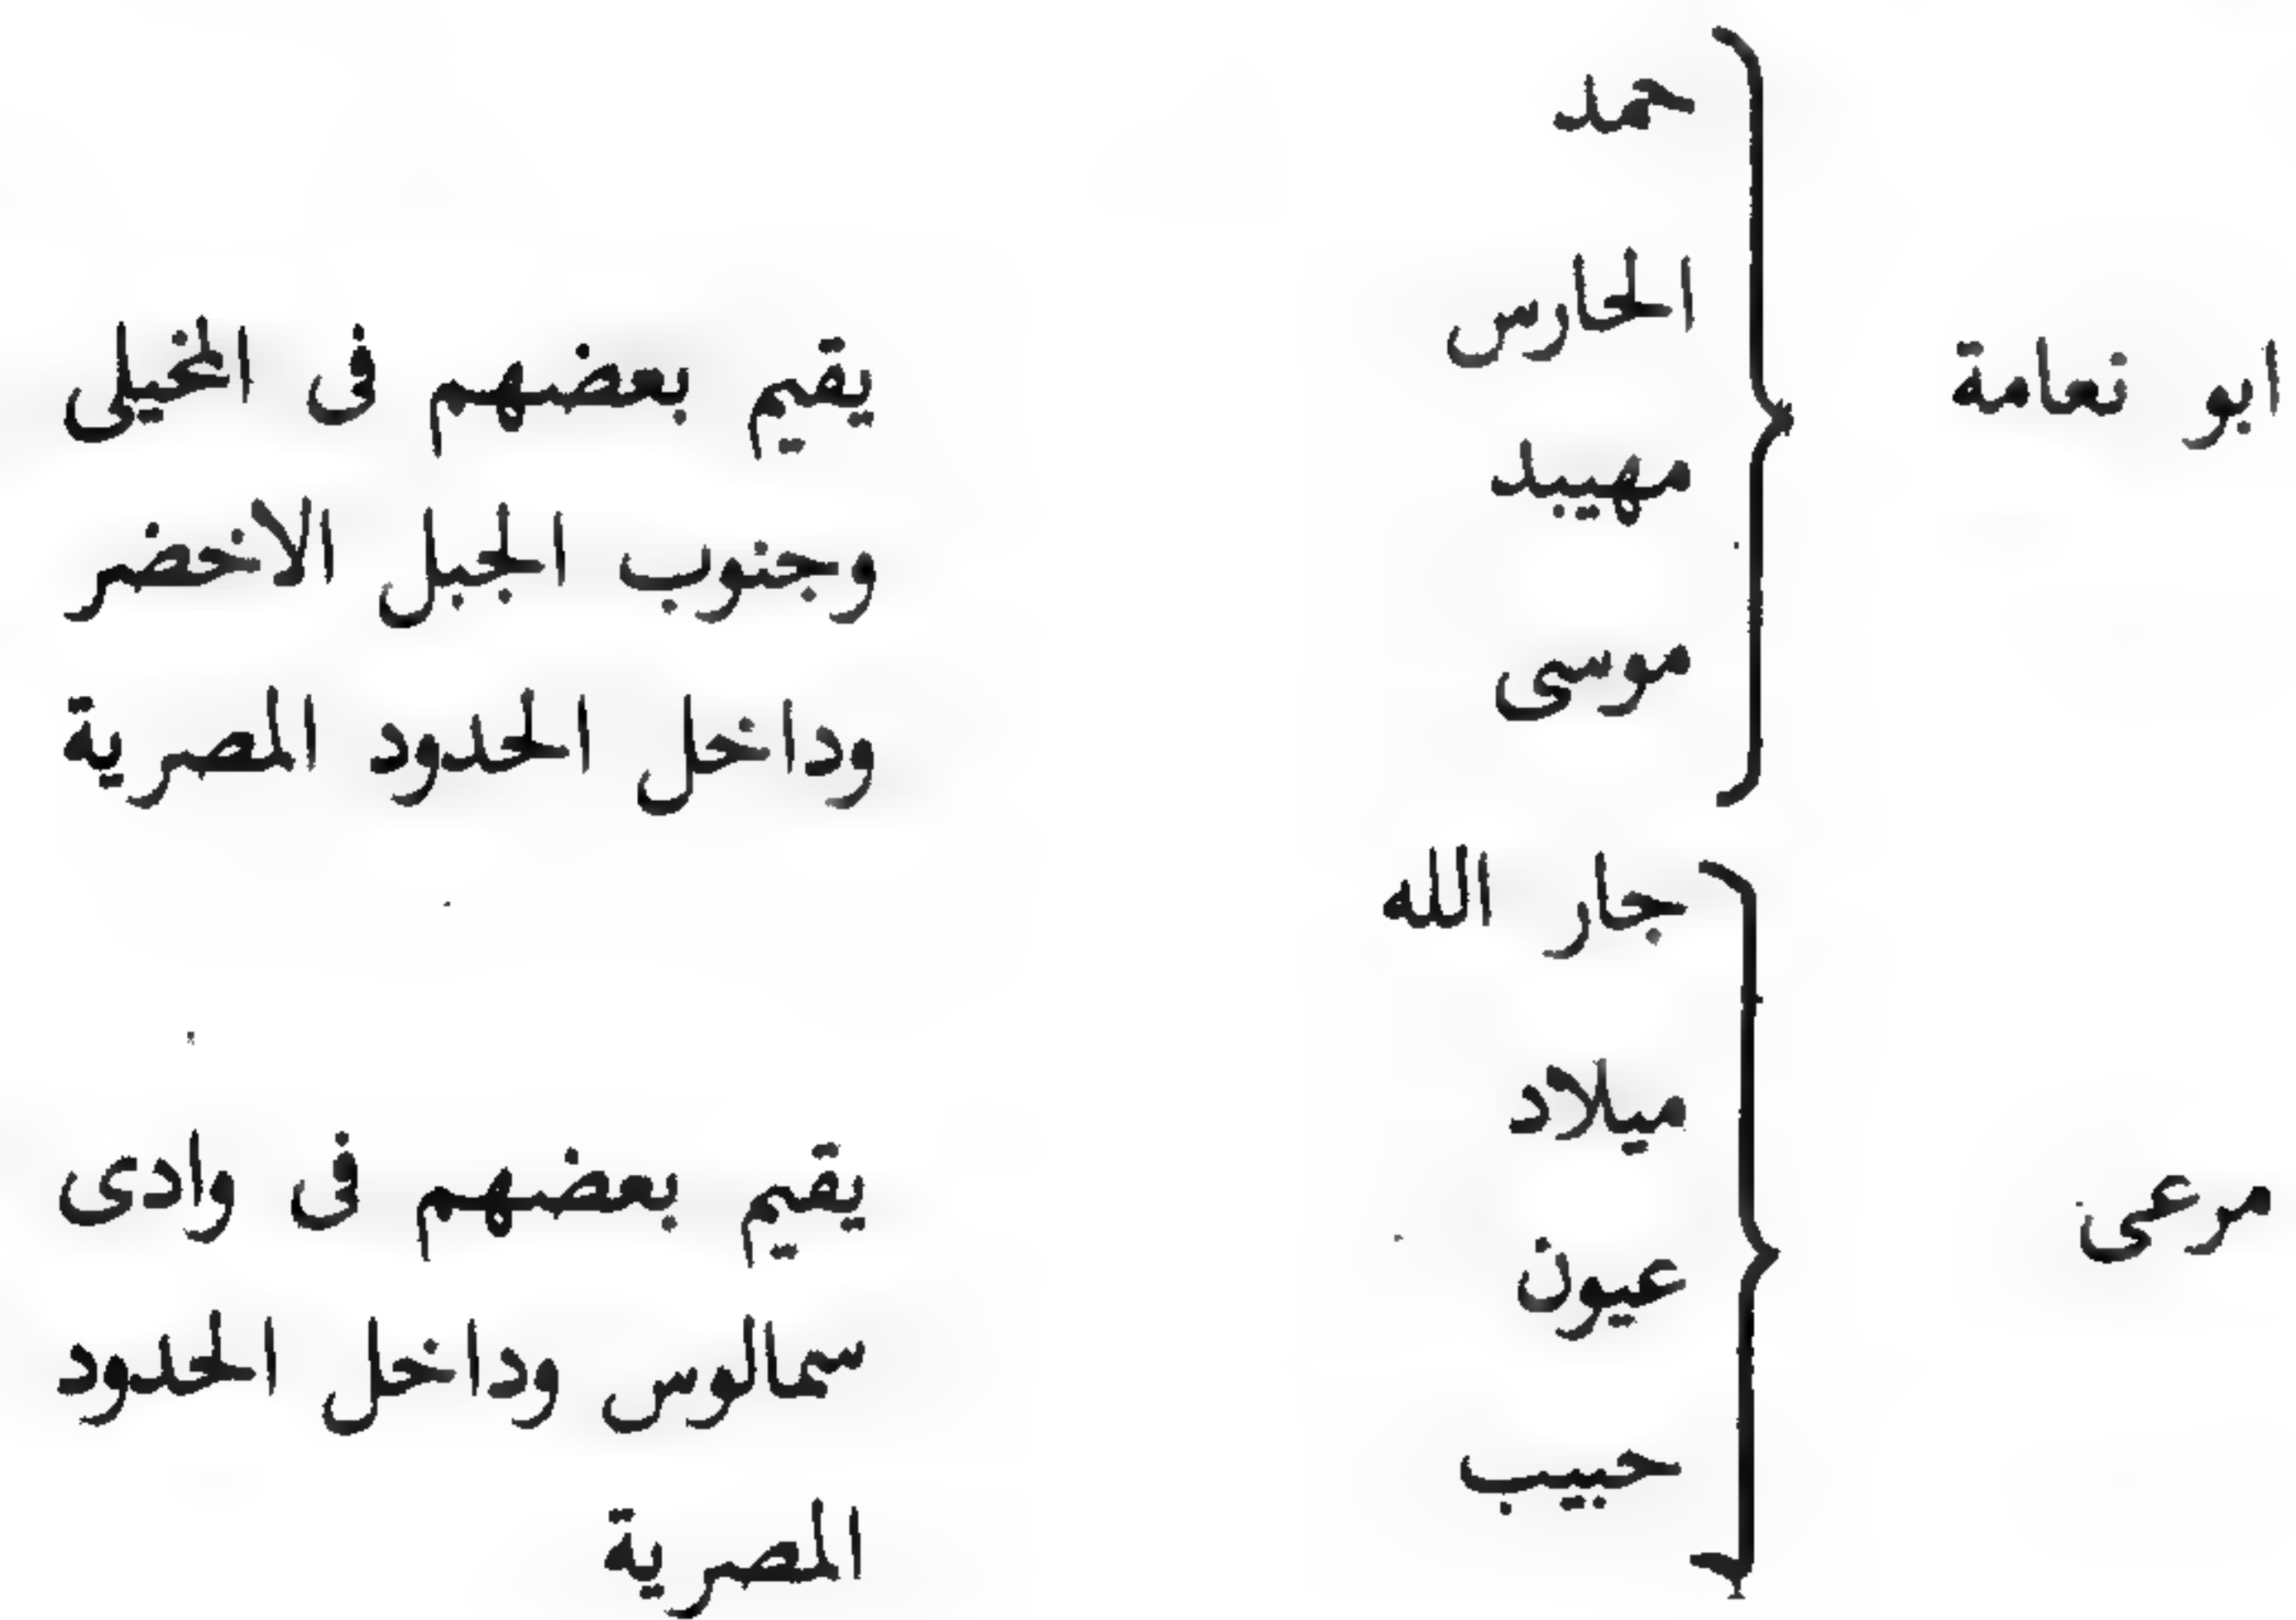 ابو نعامة
حمد
الحارس
مهيبد
موسى
يقيم بعضهم فى المخيلى
وجنوب الجبل الاخضر
وداخل الحدود المصرية
مرعى
جار الله
ميلاد
عيون
حبيب
يقيم بعضهم فى وادى
سمالوس وداخل الحدود
المصرية